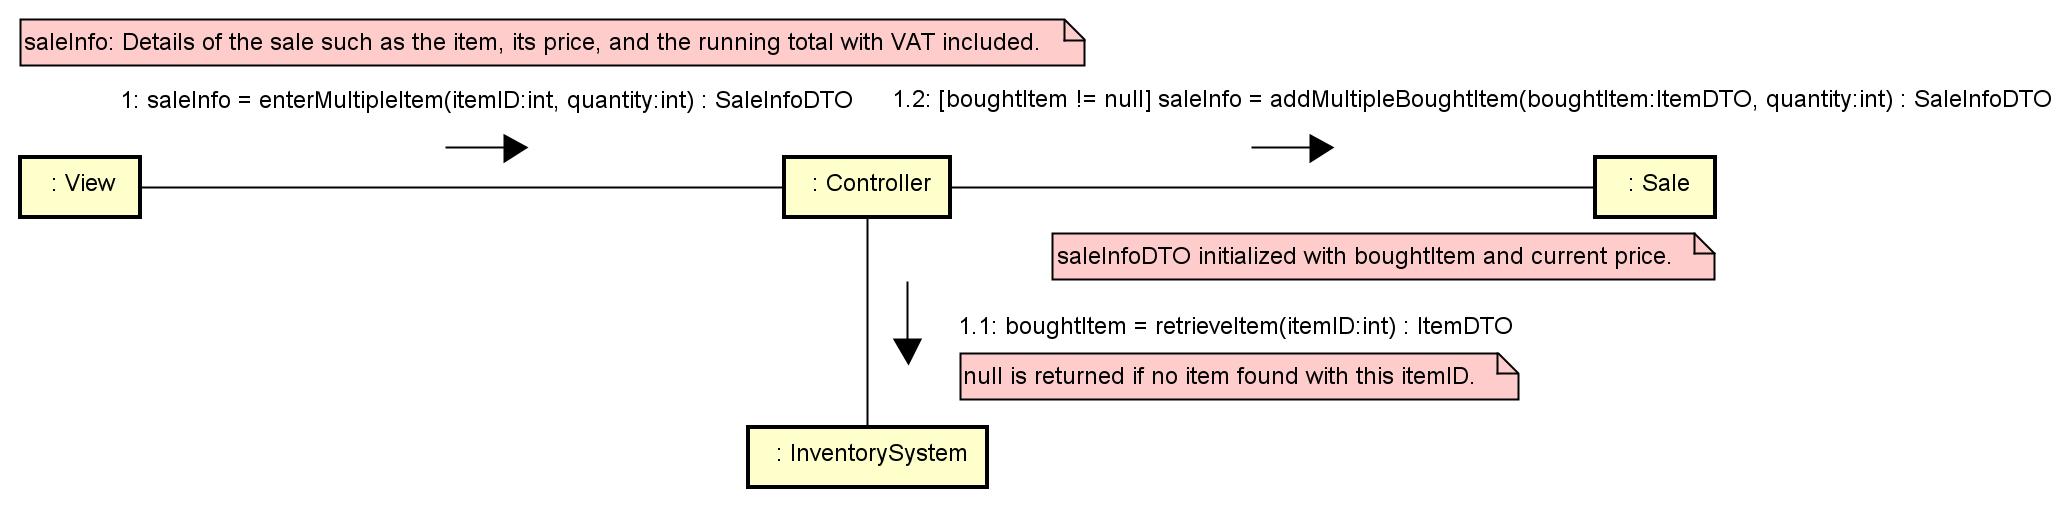 saleInfo: Details of the sale such as the item, its price, and the running total with VAT included.
1: saleInfo = enterMultipleItem(itemID:int, quantity:int) : SaleInfoDTO
1.2: [boughtItem != null] saleInfo = addMultipleBoughtItem(boughtItem:ItemDTO, quantity:int) : SaleInfoDTO
: View
: Controller
: Sale
saleInfoDTO initialized with boughtItem and current price.
1.1: boughtItem = retrieveItem(itemID:int) : ItemDTO
null is returned if no item found with this itemID.
: InventorySystem